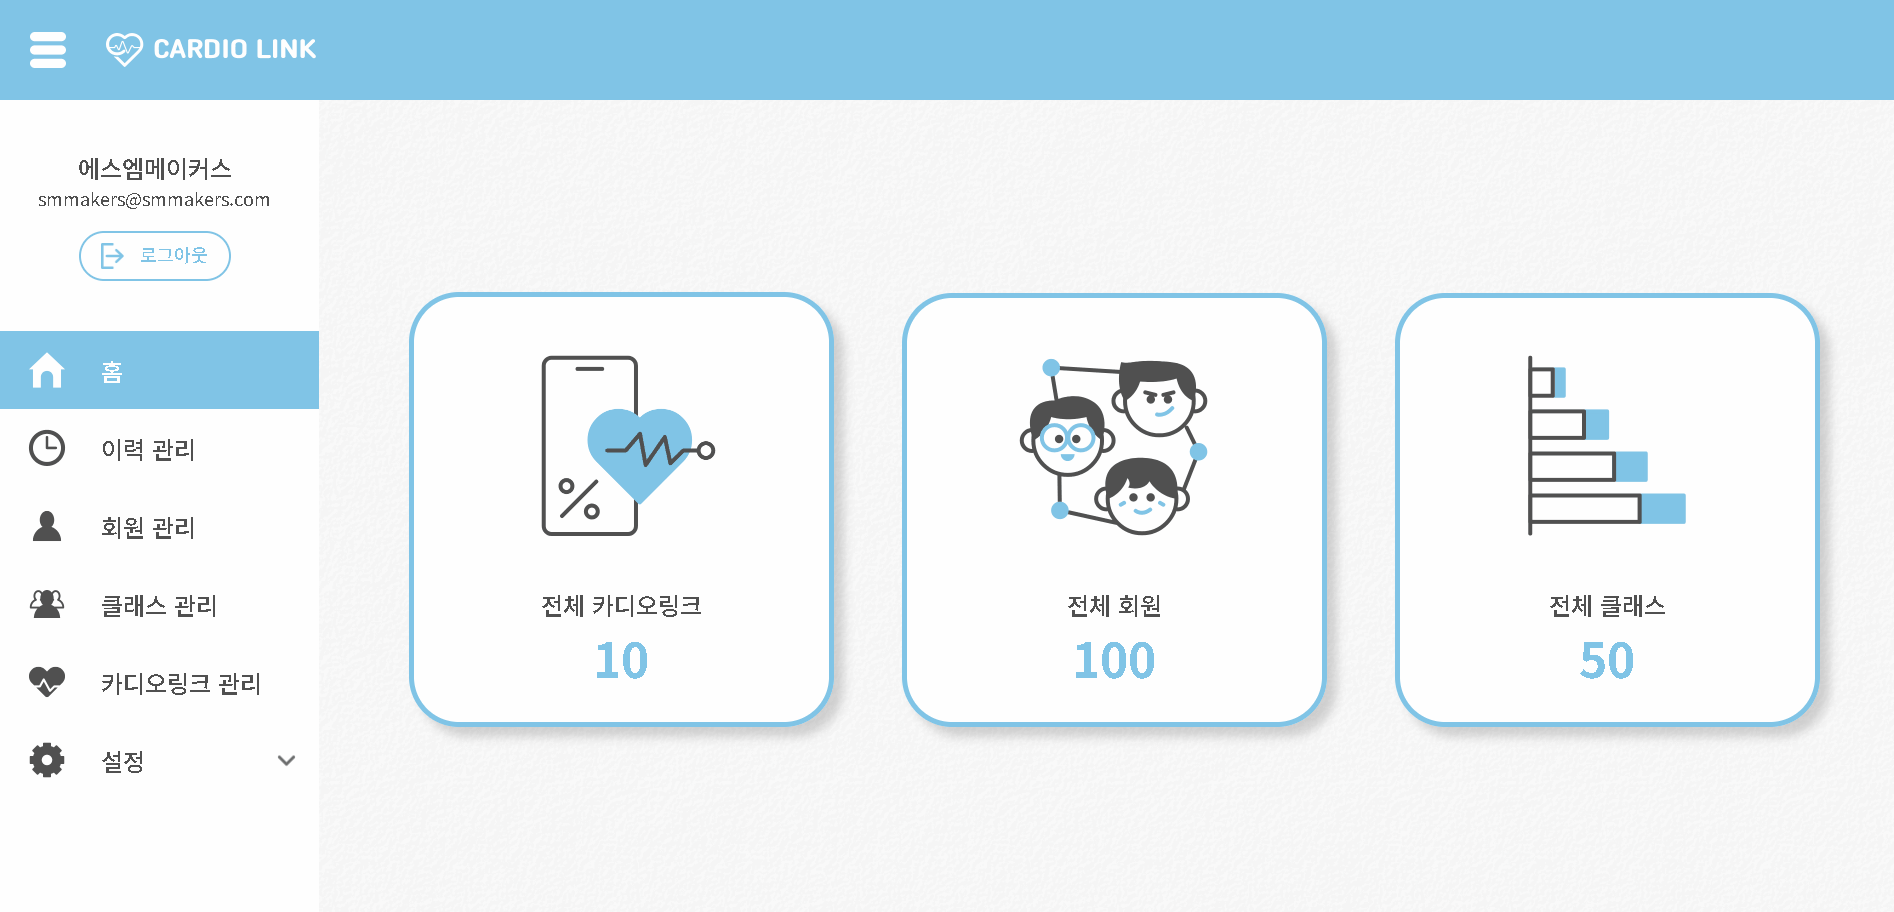 CARDIO LINK
에스엠메이커스
smmakers@smmakers.com
로그아웃
홈
이력 관리
회원 관리
클래스 관리
카디오링크 관리
설정
전체 카디오링크
10
전체 회원
100
전체 클래스
50